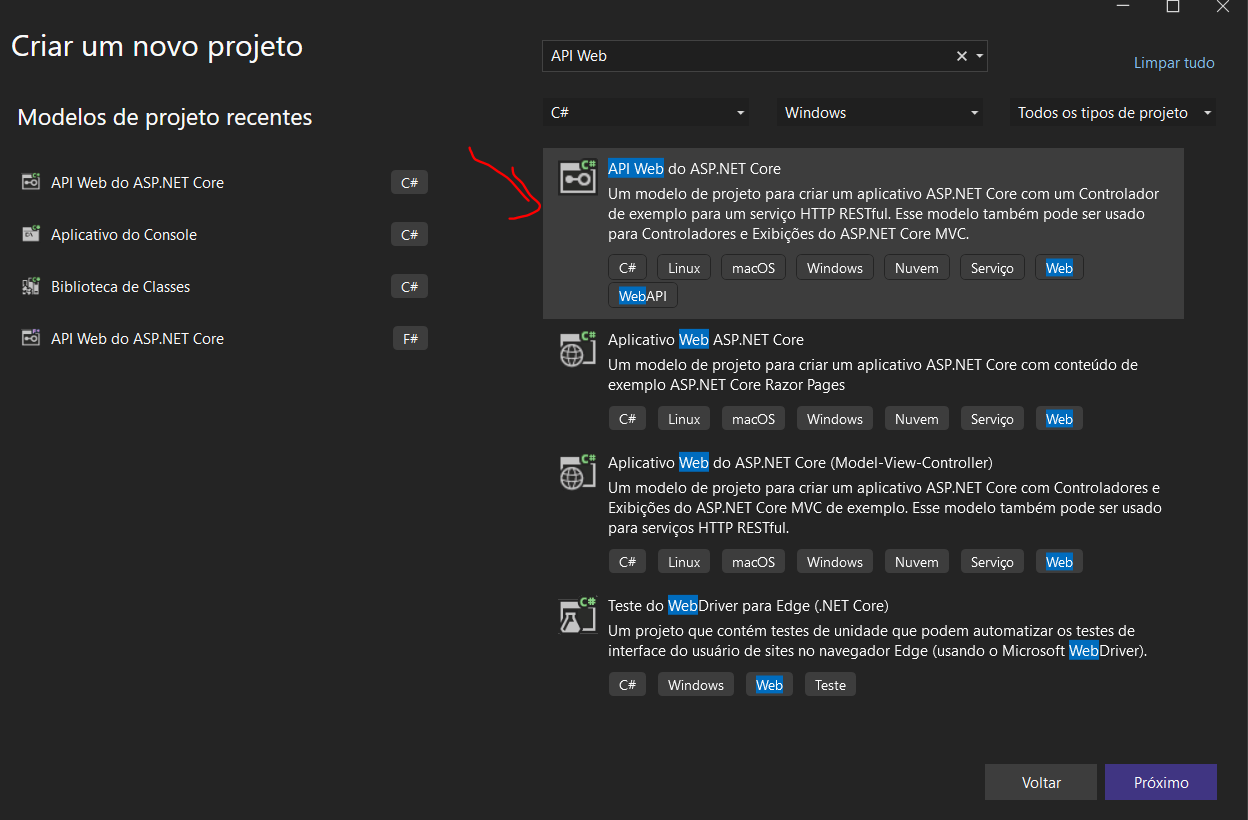 Criar um novo projeto
API Web
Limpar tudo
C#
Windows
Todos os tipos de projeto
Modelos de projeto recentes
API Web do ASP.NET Core
C#
Aplicativo do Console
C#
Biblioteca de Classes
C#
API Web do ASP.NET Core
F#
API Web do ASP.NET Core
Um modelo de projeto para criar um aplicativo ASP.NET Core com um Controlador
de exemplo para um serviço HTTP RESTful. Esse modelo também pode ser usado
para Controladores e Exibições do ASP.NET Core MVC.
C# Linux macOS Windows Nuvem Serviço Web
WebAPI
Aplicativo Web ASP.NET Core
Um modelo de projeto para criar um aplicativo ASP.NET Core com conteúdo de
exemplo ASP.NET Core Razor Pages
C# Linux macOS Windows Nuvem Serviço Web
Aplicativo Web do ASP.NET Core (Model-View-Controller)
Um modelo de projeto para criar um aplicativo ASP.NET Core com Controladores e
Exibições do ASP.NET Core MVC de exemplo. Esse modelo também pode ser usado
para serviços HTTP RESTful.
C# Linux macOS Windows Nuvem Serviço Web
Teste do WebDriver para Edge (.NET Core)
Um projeto que contém testes de unidade que podem automatizar os testes de
interface do usuário de sites no navegador Edge (usando o Microsoft WebDriver).
C# Windows Web Teste
Voltar
Próximo